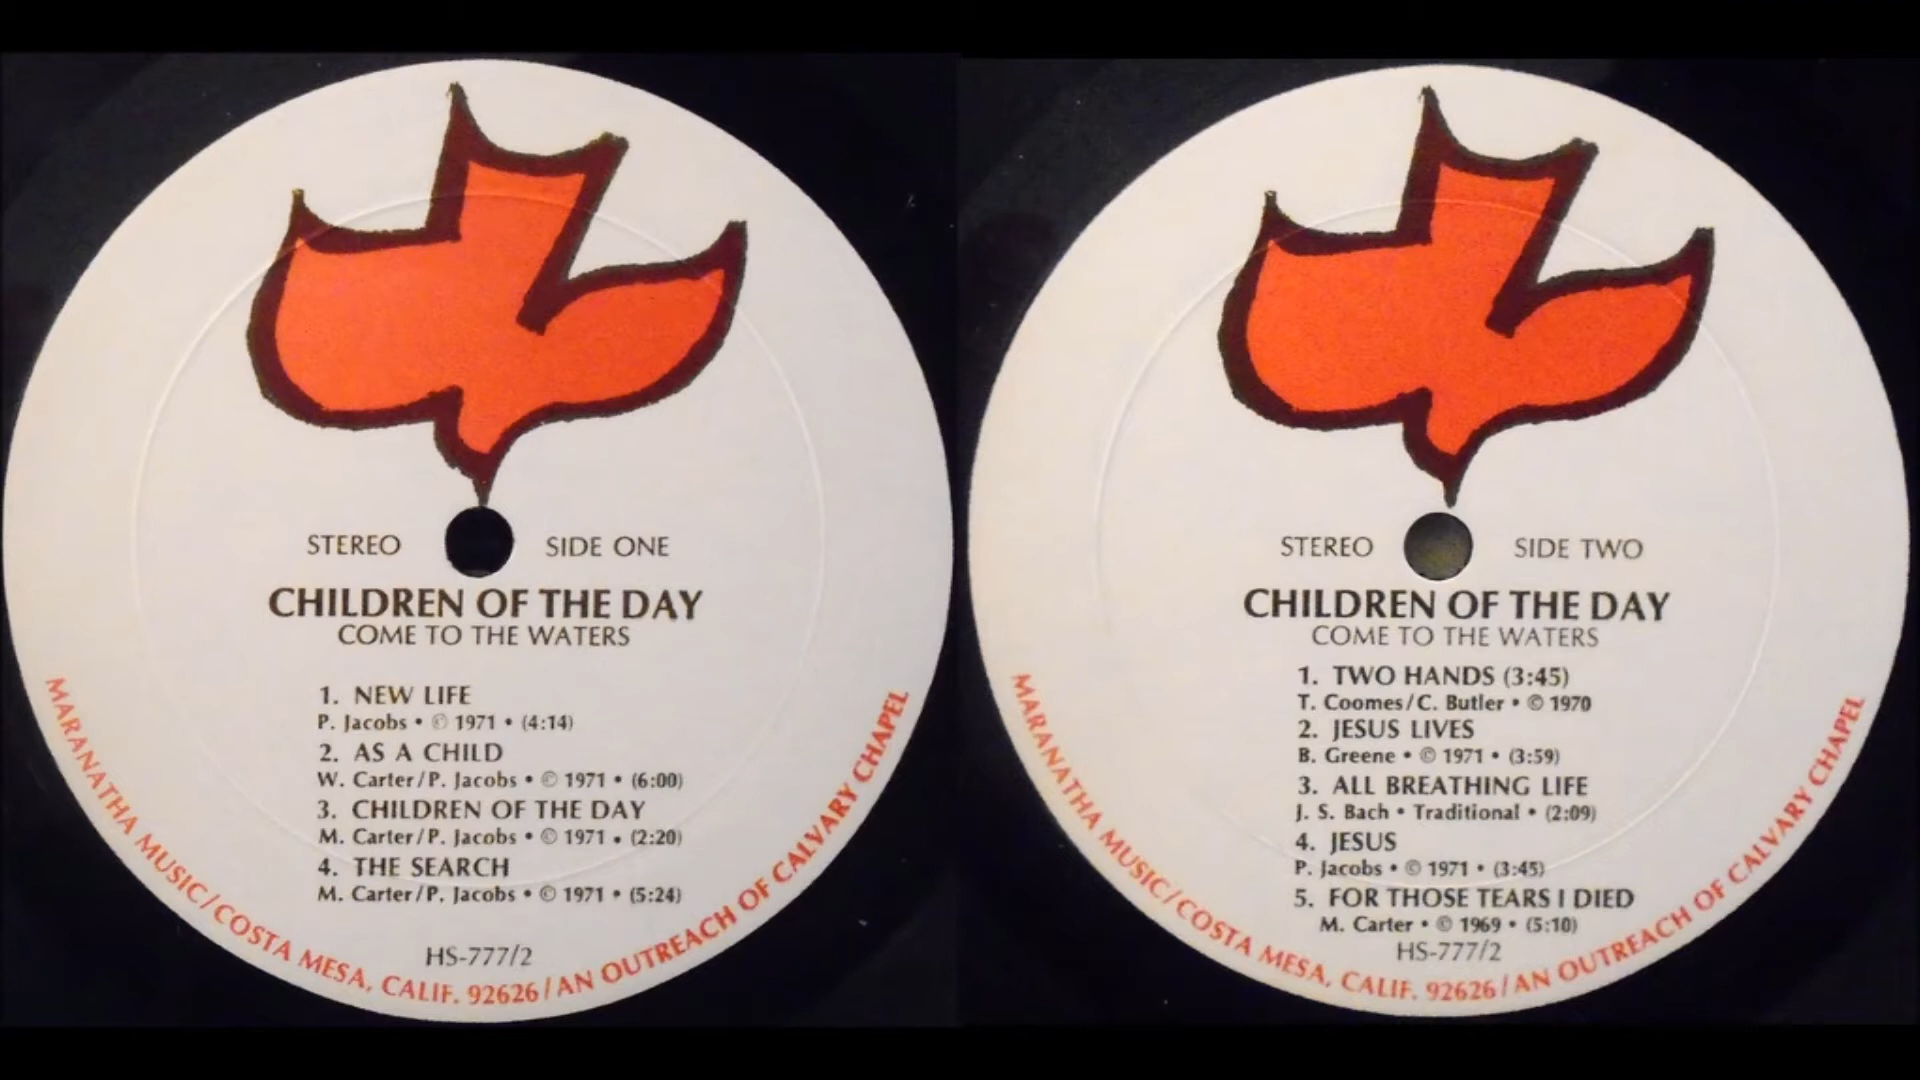 STEREO SIDE ONE
CHILDREN OF THE DAY
COME TO THE WATERS
1. NEW LIFE
P. Jacobs • © 1971 • (4:14)
2. AS A CHILD
W. Carter/P. Jacobs • © 1971 • (6:00)
3. CHILDREN OF THE DAY
M. Carter/P. Jacobs • © 1971 • (2:20)
4. THE SEARCH
M. Carter/P. Jacobs • © 1971 • (5:24)
HS-777/2
MARANATHA MUSIC/COSTA MESA, CALIF. 92626/AN OUTREACH OF CALVARY CHAPEL
STEREO SIDE TWO
CHILDREN OF THE DAY
COME TO THE WATERS
1. TWO HANDS (3:45)
T. Coomes/C. Butler • © 1970
2. JESUS LIVES
B. Greene • © 1971 • (3:59)
3. ALL BREATHING LIFE
J. S. Bach • Traditional • (2:09)
4. JESUS
P. Jacobs • © 1971 • (3:45)
5. FOR THOSE TEARS I DIED
M. Carter • © 1969 • (5:10)
HS-777/2
MARANATHA MUSIC/COSTA MESA, CALIF. 92626/AN OUTREACH OF CALVARY CHAPEL